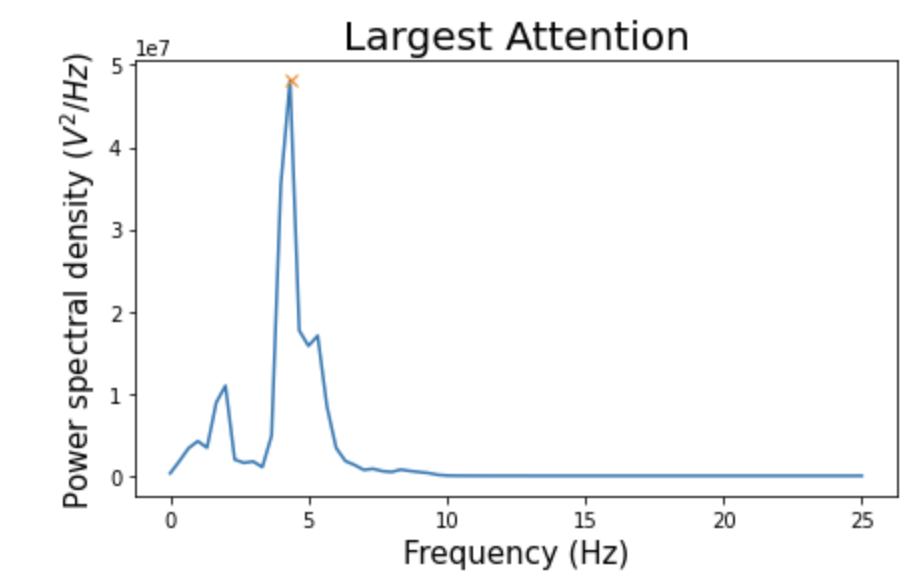 Largest Attention
1e7
Power spectral density (V²/Hz)
5
4
3
2
1
0
0 5 10 15 20 25
Frequency (Hz)